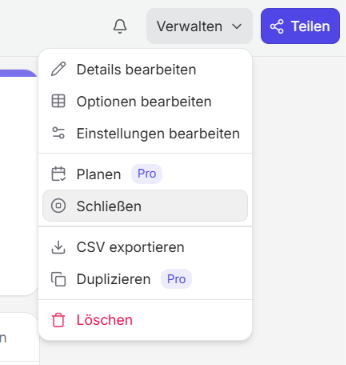 Verwalten
Teilen
Details bearbeiten
Optionen bearbeiten
Einstellungen bearbeiten
Planen Pro
Schließen
CSV exportieren
Duplizieren Pro
Löschen
n